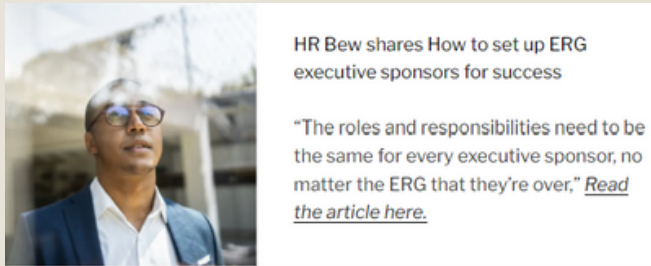 HR Bew shares How to set up ERG
executive sponsors for success
“The roles and responsibilities need to be
the same for every executive sponsor, no
matter the ERG that they’re over,” Read
the article here.